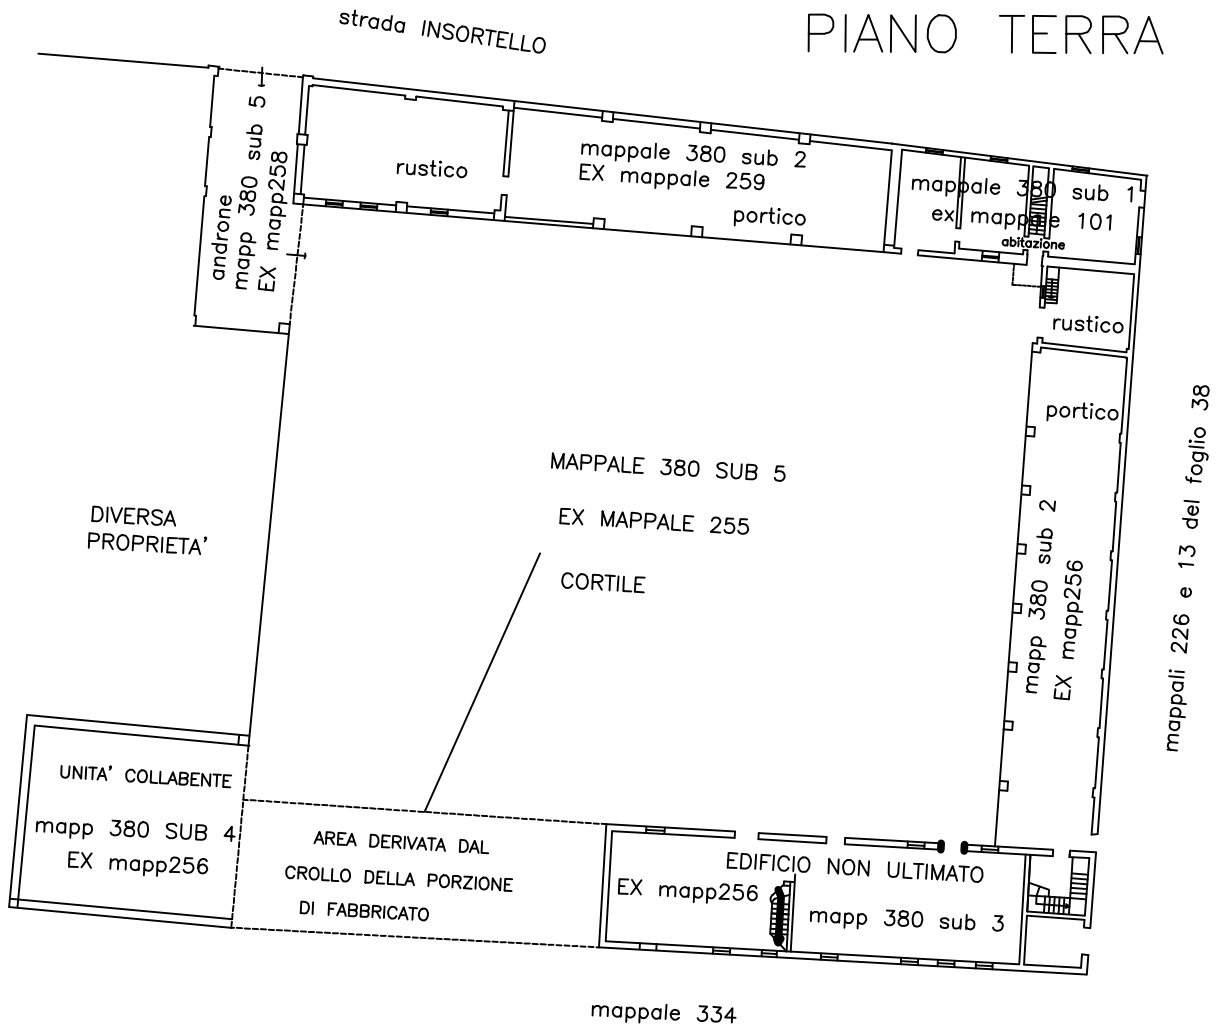 strada INSORTELLO
PIANO TERRA
androne
mapp 380 sub 5
EX mapp258
rustico
mappale 380 sub 2
EX mappale 259
portico
mappale 380 sub 1
ex mappale 101
abitazione
rustico
portico
mapp 380 sub 2
EX mapp256
mappali 226 e 13 del foglio 38
MAPPALE 380 SUB 5
EX MAPPALE 255
CORTILE
DIVERSA
PROPRIETA'
UNITA' COLLABENTE
mapp 380 SUB 4
EX mapp256
AREA DERIVATA DAL
CROLLO DELLA PORZIONE
DI FABBRICATO
EDIFICIO NON ULTIMATO
EX mapp256
mapp 380 sub 3
mappale 334